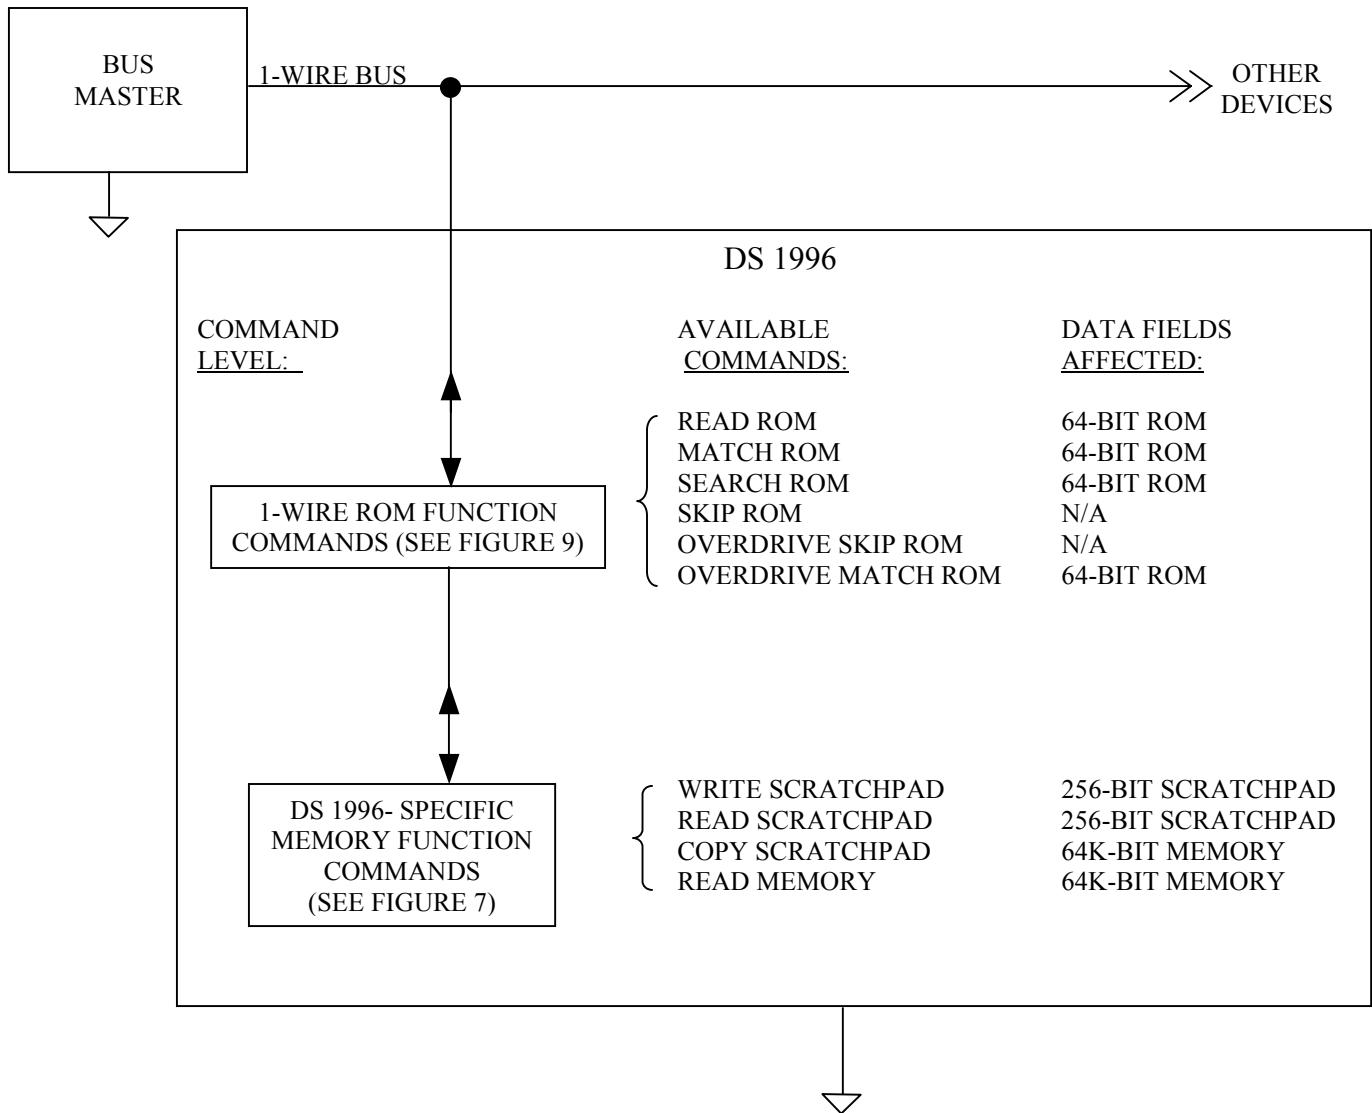 BUS
MASTER
1-WIRE BUS
OTHER
DEVICES
DS 1996
COMMAND
LEVEL:
AVAILABLE
COMMANDS:
DATA FIELDS
AFFECTED:
READ ROM 64-BIT ROM
MATCH ROM 64-BIT ROM
SEARCH ROM 64-BIT ROM
SKIP ROM N/A
OVERDRIVE SKIP ROM N/A
OVERDRIVE MATCH ROM 64-BIT ROM
1-WIRE ROM FUNCTION
COMMANDS (SEE FIGURE 9)
WRITE SCRATCHPAD 256-BIT SCRATCHPAD
READ SCRATCHPAD 256-BIT SCRATCHPAD
COPY SCRATCHPAD 64K-BIT MEMORY
READ MEMORY 64K-BIT MEMORY
DS 1996- SPECIFIC
MEMORY FUNCTION
COMMANDS
(SEE FIGURE 7)